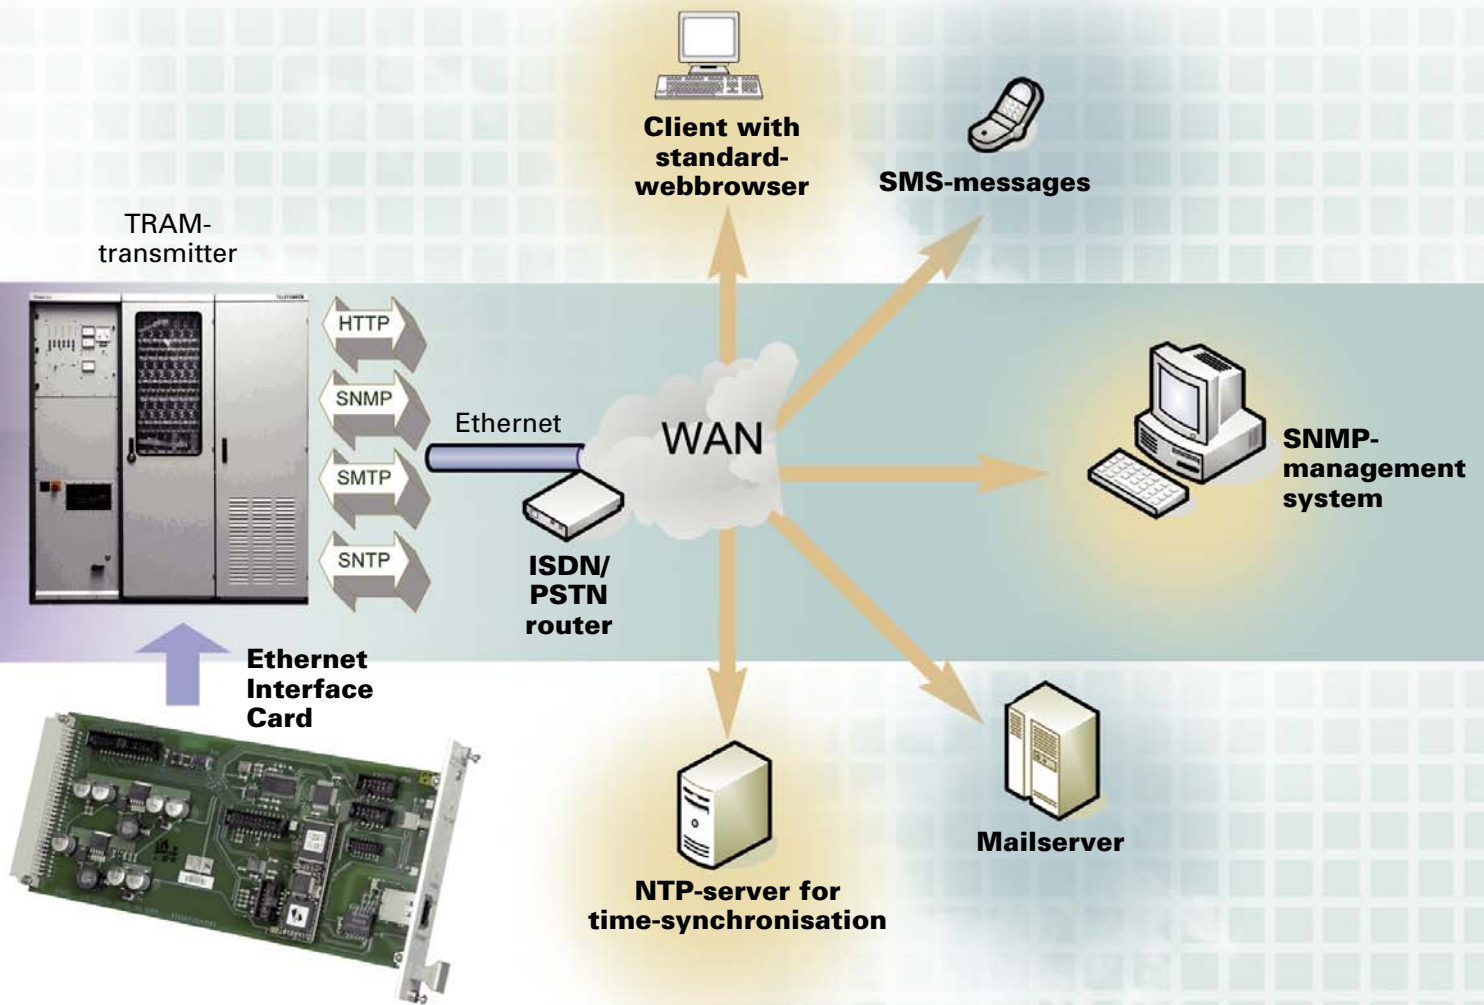 Client with
standard-
webbrowser
SMS-messages
TRAM-
transmitter
TELEFUNKEN
HTTP
SNMP
SMTP
SNTP
Ethernet
WAN
ISDN/
PSTN
router
SNMP-
management
system
Ethernet
Interface
Card
Mailserver
NTP-server for
time-synchronisation